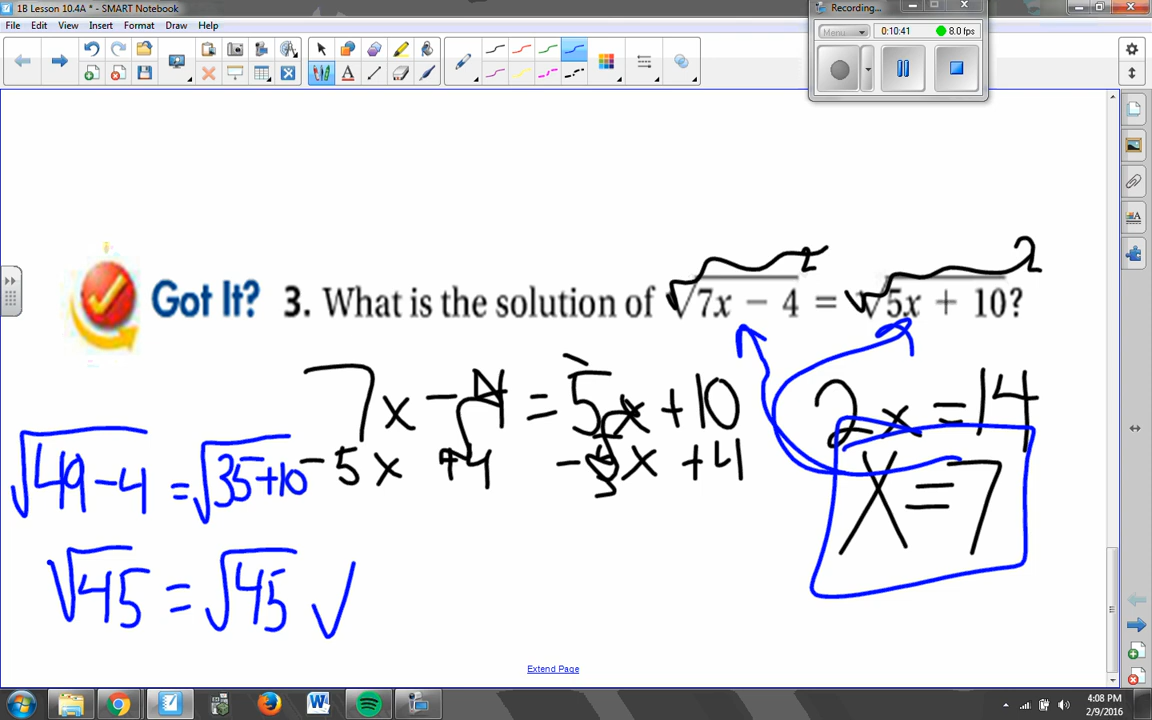 1B Lesson 10.4A * - SMART Notebook
Recording...
File Edit View Insert Format Draw Help
Menu 0:10:41 8.0 fps
Got It? 3. What is the solution of √7x − 4 = √5x + 10?
2 2
7x - 4 = 5x + 10
-5x +4 -5x +4
2x = 14
x = 7
√49 - 4 = √35 + 10
√45 = √45 ✓
Extend Page
4:08 PM
2/9/2016